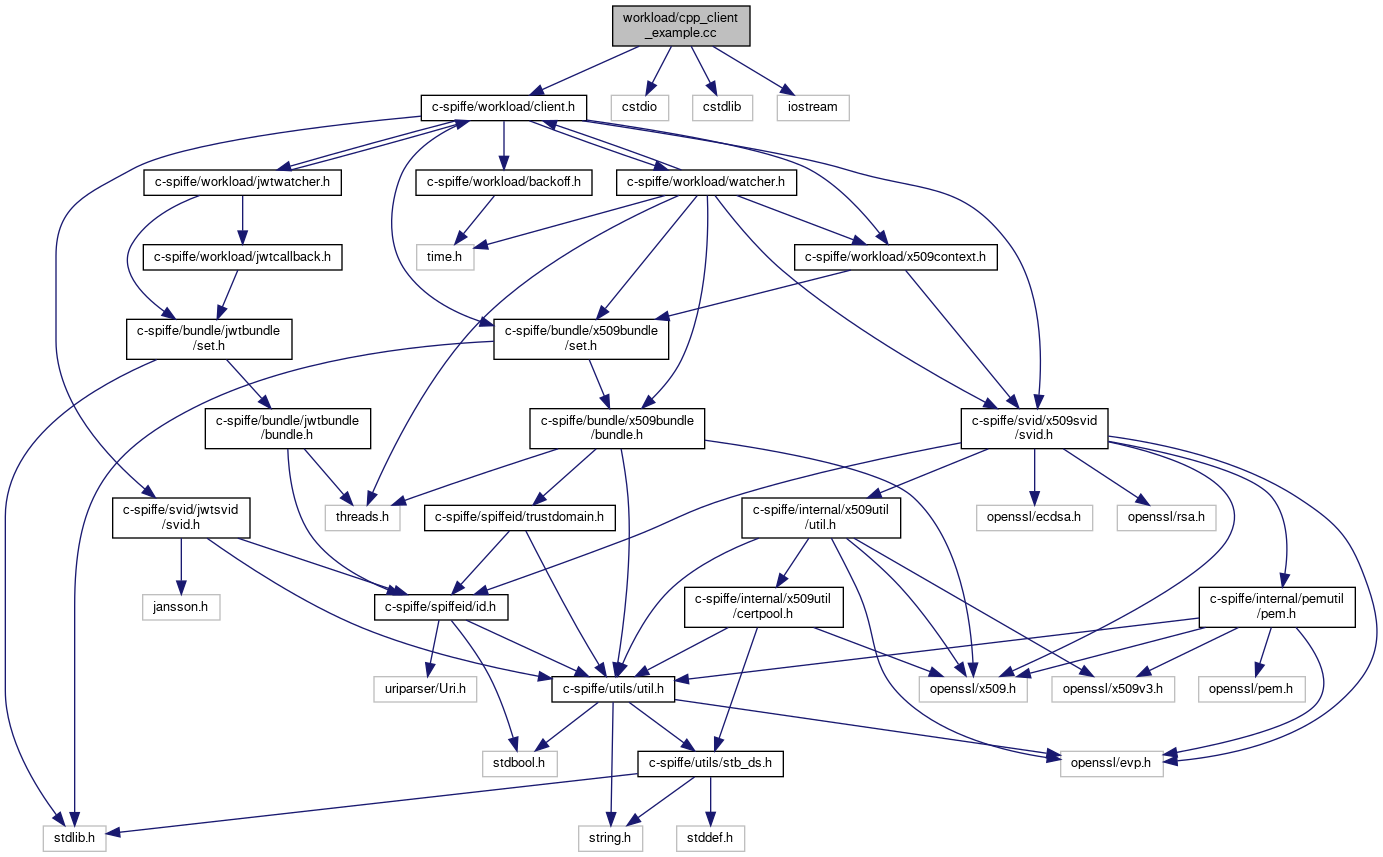 workload/cpp_client
_example.cc
c-spiffe/workload/client.h
cstdio
cstdlib
iostream
c-spiffe/workload/jwtwatcher.h
c-spiffe/workload/backoff.h
c-spiffe/workload/watcher.h
c-spiffe/workload/jwtcallback.h
time.h
c-spiffe/workload/x509context.h
c-spiffe/bundle/jwtbundle
/set.h
c-spiffe/bundle/x509bundle
/set.h
c-spiffe/bundle/jwtbundle
/bundle.h
c-spiffe/bundle/x509bundle
/bundle.h
c-spiffe/svid/x509svid
/svid.h
c-spiffe/svid/jwtsvid
/svid.h
threads.h
c-spiffe/spiffeid/trustdomain.h
c-spiffe/internal/x509util
/util.h
openssl/ecdsa.h
openssl/rsa.h
jansson.h
c-spiffe/spiffeid/id.h
c-spiffe/internal/x509util
/certpool.h
c-spiffe/internal/pemutil
/pem.h
uriparser/Uri.h
c-spiffe/utils/util.h
openssl/x509.h
openssl/x509v3.h
openssl/pem.h
stdbool.h
c-spiffe/utils/stb_ds.h
openssl/evp.h
stdlib.h
string.h
stddef.h